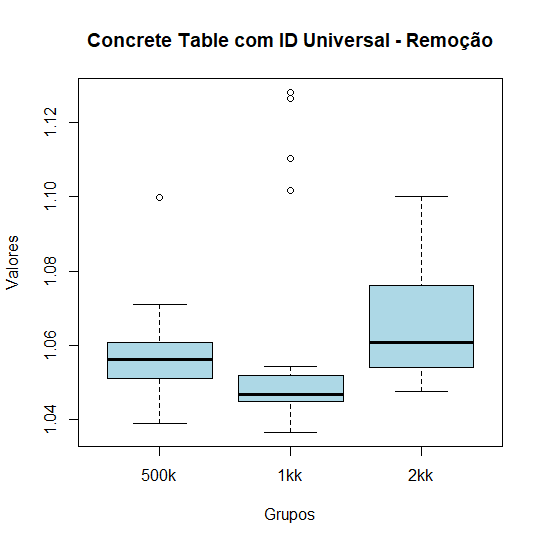 Concrete Table com ID Universal - Remoção
Valores
1.12
1.10
1.08
1.06
1.04
500k
1kk
2kk
Grupos